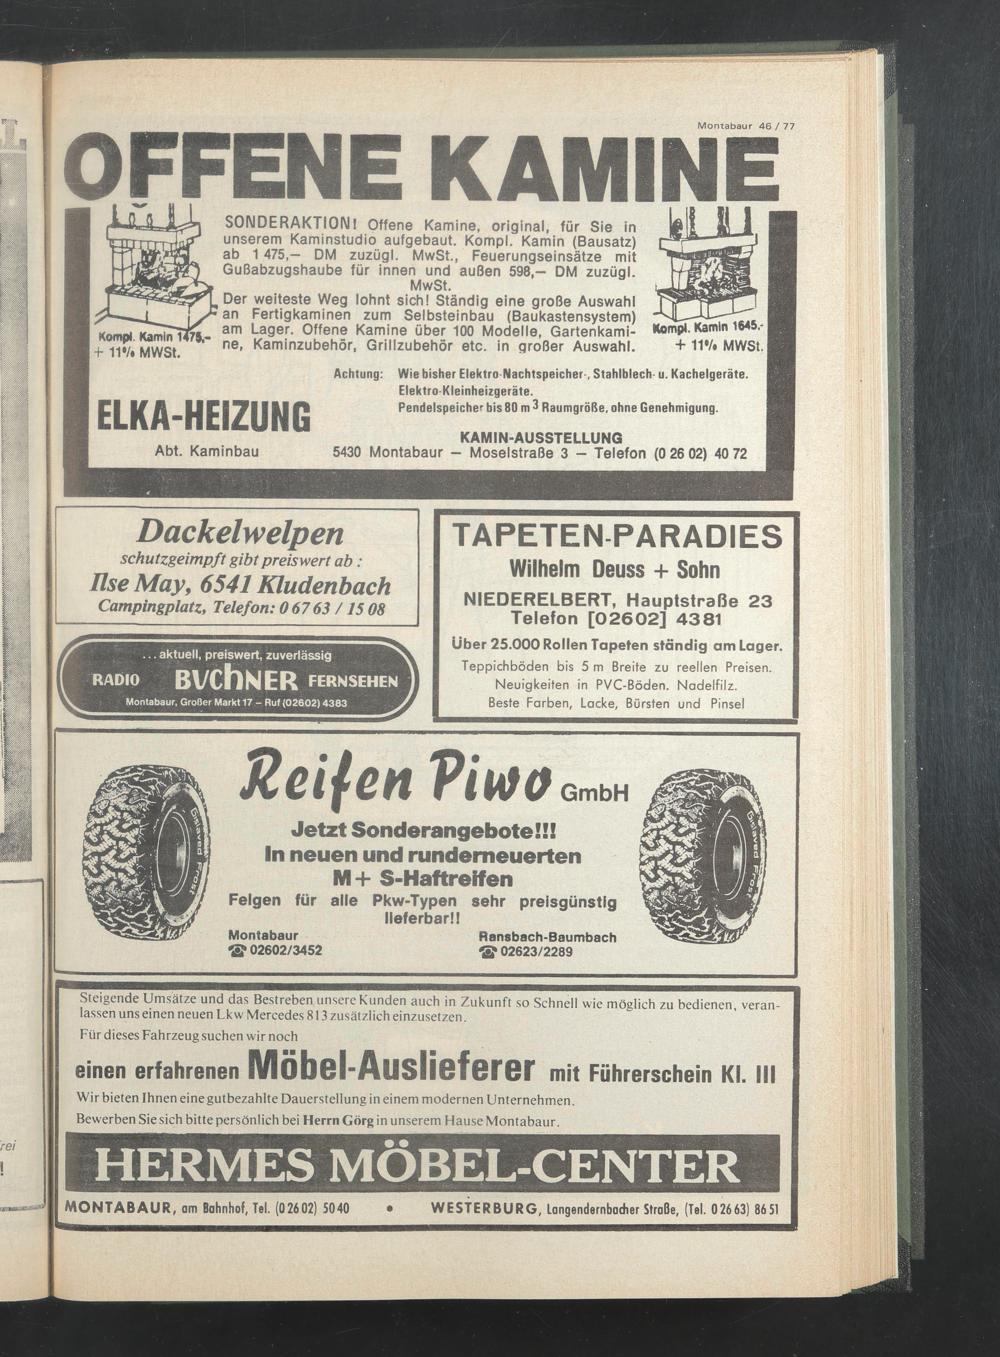 Montabaur 46 / 77
OFFENE KAMINE
SONDERAKTION! Offene Kamine, original, für Sie in
unserem Kaminstudio aufgebaut. Kompl. Kamin (Bausatz)
ab 1 475,— DM zuzügl. MwSt., Feuerungseinsätze mit
Gußabzugshaube für innen und außen 598,— DM zuzügl.
MwSt.
Der weiteste Weg lohnt sich! Ständig eine große Auswahl
an Fertigkaminen zum Selbsteinbau (Baukastensystem)
am Lager. Offene Kamine über 100 Modelle, Gartenkami-
ne, Kaminzubehör, Grillzubehör etc. in großer Auswahl.
Kompl. Kamin 1475,-
+ 11% MWSt.
Kompl. Kamin 1645.-
+ 11% MWSt.
Achtung: Wie bisher Elektro-Nachtspeicher-, Stahlblech- u. Kachelgeräte.
Elektro-Kleinheizgeräte.
Pendelspeicher bis 80 m³ Raumgröße, ohne Genehmigung.
ELKA-HEIZUNG
Abt. Kaminbau
KAMIN-AUSSTELLUNG
5430 Montabaur — Moselstraße 3 — Telefon (0 26 02) 40 72
Dackelwelpen
schutzgeimpft gibt preiswert ab :
Ilse May, 6541 Kludenbach
Campingplatz, Telefon: 0 67 63 / 15 08
... aktuell, preiswert, zuverlässig
RADIO BVChNER FERNSEHEN
Montabaur, Großer Markt 17 – Ruf (02602) 4383
TAPETEN-PARADIES
Wilhelm Deuss + Sohn
NIEDERELBERT, Hauptstraße 23
Telefon [02602] 4381
Über 25.000 Rollen Tapeten ständig am Lager.
Teppichböden bis 5 m Breite zu reellen Preisen.
Neuigkeiten in PVC-Böden. Nadelfilz.
Beste Farben, Lacke, Bürsten und Pinsel
Reifen Piwo GmbH
Jetzt Sonderangebote!!!
In neuen und runderneuerten
M+ S-Haftreifen
Felgen für alle Pkw-Typen sehr preisgünstig
lieferbar!!
Montabaur
☎ 02602/3452
Ransbach-Baumbach
☎ 02623/2289
Gislaved Frost
Gislaved Frost
Steigende Umsätze und das Bestreben unsere Kunden auch in Zukunft so Schnell wie möglich zu bedienen, veran-
lassen uns einen neuen Lkw Mercedes 813 zusätzlich einzusetzen.
Für dieses Fahrzeug suchen wir noch
einen erfahrenen Möbel-Auslieferer mit Führerschein Kl. III
Wir bieten Ihnen eine gutbezahlte Dauerstellung in einem modernen Unternehmen.
Bewerben Sie sich bitte persönlich bei Herrn Görg in unserem Hause Montabaur.
HERMES MÖBEL-CENTER
MONTABAUR, am Bahnhof, Tel. (0 26 02) 50 40 • WESTERBURG, Langendernbacher Straße, (Tel. 0 26 63) 86 51